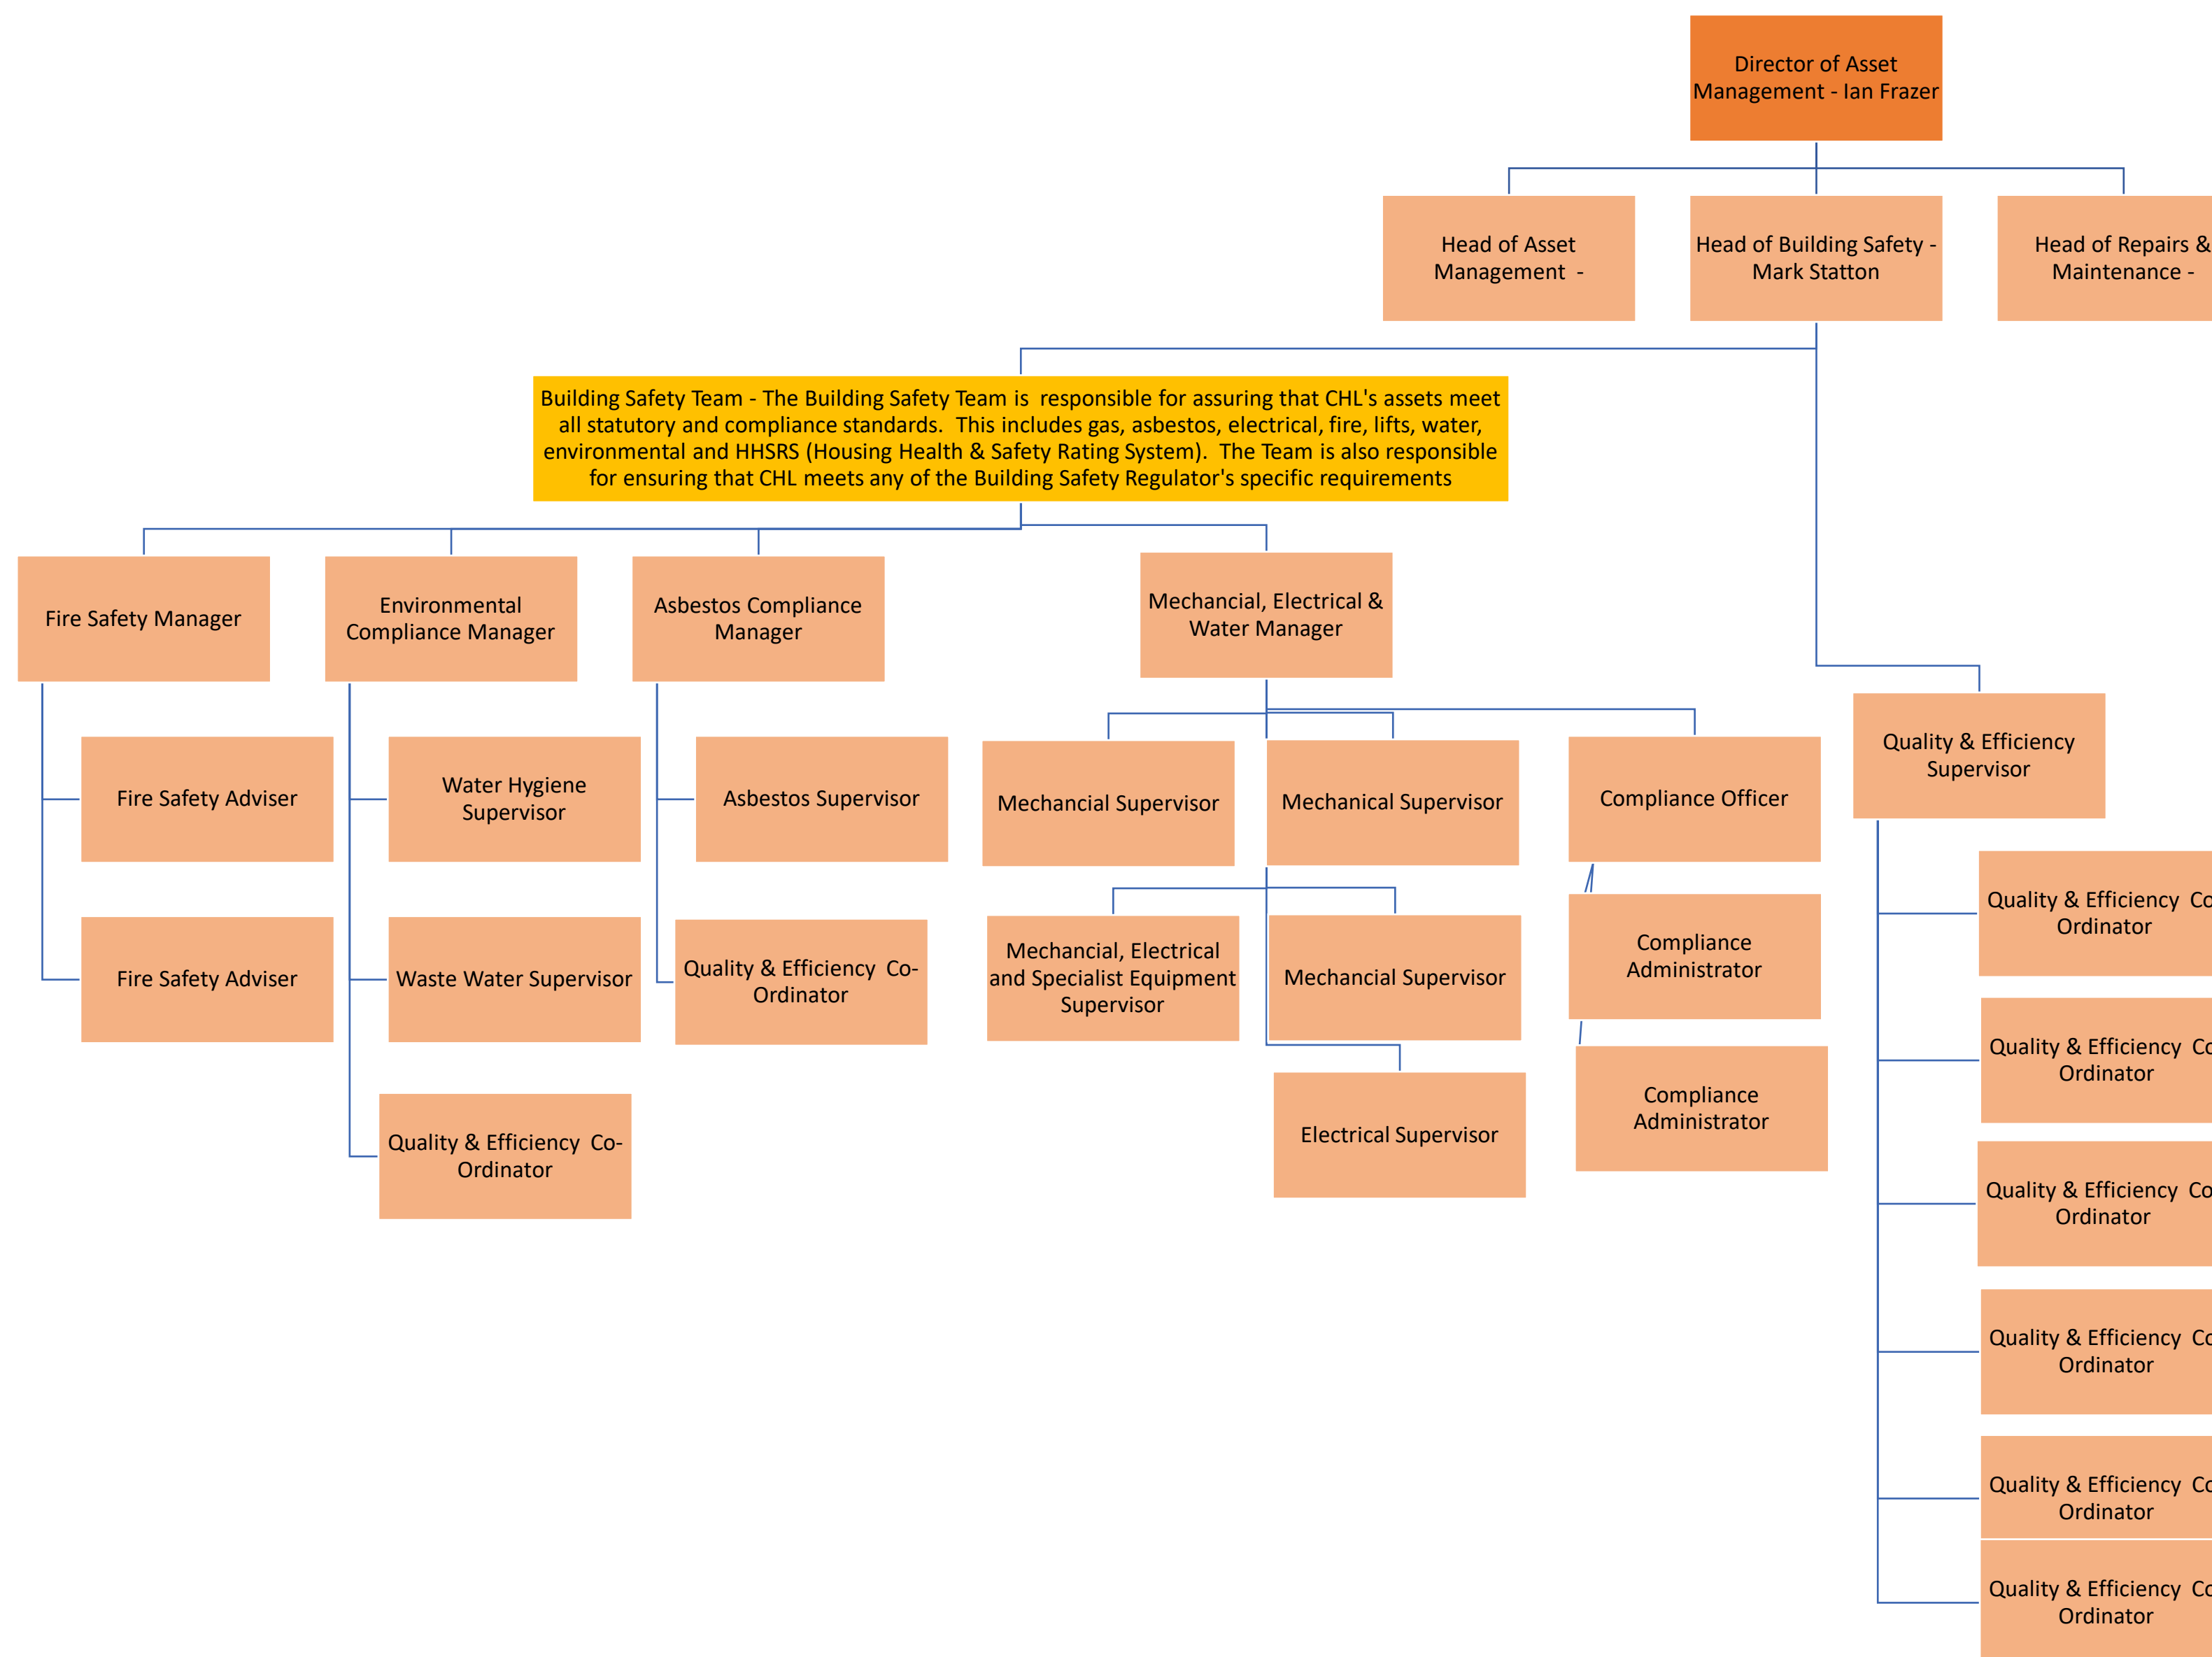 Director of Asset
Management - Ian Frazer
Head of Asset
Management  -
Head of Building Safety -
Mark Statton
Head of Repairs &
Maintenance -
Building Safety Team - The Building Safety Team is  responsible for assuring that CHL's assets meet
all statutory and compliance standards.  This includes gas, asbestos, electrical, fire, lifts, water,
environmental and HHSRS (Housing Health & Safety Rating System).  The Team is also responsible
for ensuring that CHL meets any of the Building Safety Regulator's specific requirements
Fire Safety Manager
Environmental
Compliance Manager
Asbestos Compliance
Manager
Mechancial, Electrical &
Water Manager
Quality & Efficiency
Supervisor
Fire Safety Adviser
Water Hygiene
Supervisor
Asbestos Supervisor
Mechancial Supervisor
Mechanical Supervisor
Compliance Officer
Fire Safety Adviser
Waste Water Supervisor
Quality & Efficiency  Co-
Ordinator
Mechancial, Electrical
and Specialist Equipment
Supervisor
Mechancial Supervisor
Compliance
Administrator
Quality & Efficiency  Co-
Ordinator
Electrical Supervisor
Compliance
Administrator
Quality & Efficiency  Co
Ordinator
Quality & Efficiency  Co
Ordinator
Quality & Efficiency  Co
Ordinator
Quality & Efficiency  Co
Ordinator
Quality & Efficiency  Co
Ordinator
Quality & Efficiency  Co
Ordinator